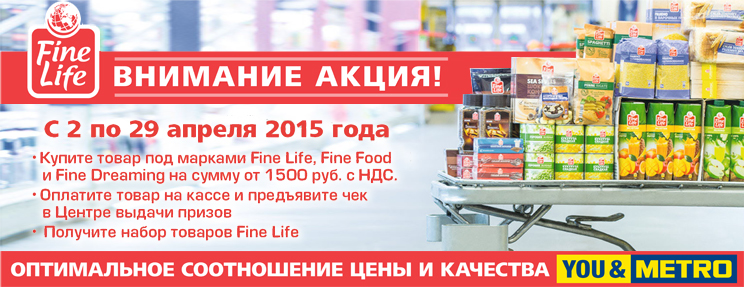 Fine
Life
ВНИМАНИЕ АКЦИЯ!
С 2 по 29 апреля 2015 года
• Купите товар под марками Fine Life, Fine Food
и Fine Dreaming на сумму от 1500 руб. с НДС.
• Оплатите товар на кассе и предъявите чек
в Центре выдачи призов
• Получите набор товаров Fine Life
ОПТИМАЛЬНОЕ СООТНОШЕНИЕ ЦЕНЫ И КАЧЕСТВА YOU & METRO
SPAGHETTI